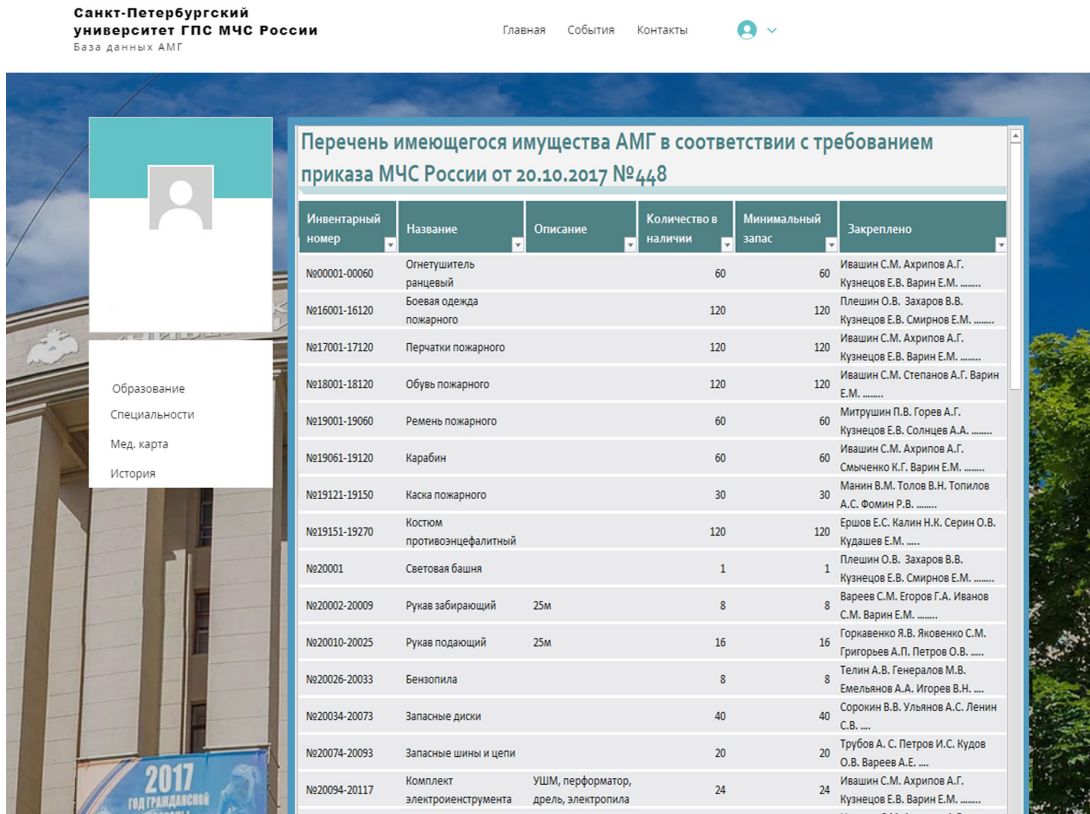 Санкт-Петербургский
университет ГПС МЧС России
База данных АМГ
Главная События Контакты
Образование
Специальности
Мед. карта
История
Перечень имеющегося имущества АМГ в соответствии с требованием
приказа МЧС России от 20.10.2017 №448
Инвентарный номер Название Описание Количество в наличии Минимальный запас Закреплено
№00001-00060 Огнетушитель ранцевый 60 60 Ивашин С.М. Ахрипов А.Г.
Кузнецов Е.В. Варин Е.М. ........
№16001-16120 Боевая одежда пожарного 120 120 Плешин О.В. Захаров В.В.
Кузнецов Е.В. Смирнов Е.М. ........
№17001-17120 Перчатки пожарного 120 120 Ивашин С.М. Ахрипов А.Г.
Кузнецов Е.В. Варин Е.М. ........
№18001-18120 Обувь пожарного 120 120 Ивашин С.М. Степанов А.Г. Варин
Е.М. ........
№19001-19060 Ремень пожарного 60 60 Митрушин П.В. Горев А.Г.
Кузнецов Е.В. Солнцев А.А. ........
№19061-19120 Карабин 60 60 Ивашин С.М. Ахрипов А.Г.
Смыченко К.Г. Варин Е.М. ........
№19121-19150 Каска пожарного 30 30 Манин В.М. Толов В.Н. Топилов
А.С. Фомин Р.В. ........
№19151-19270 Костюм противоэнцефалитный 120 120 Ершов Е.С. Калин Н.К. Серин О.В.
Кудашев Е.М. .....
№20001 Световая башня 1 1 Плешин О.В. Захаров В.В.
Кузнецов Е.В. Смирнов Е.М. ........
№20002-20009 Рукав забирающий 25м 8 8 Вареев С.М. Егоров Г.А. Иванов
С.М. Варин Е.М. ........
№20010-20025 Рукав подающий 25м 16 16 Горкавенко Я.В. Яковенко С.М.
Григорьев А.П. Петров О.В. .....
№20026-20033 Бензопила 8 8 Телин А.В. Генералов М.В.
Емельянов А.А. Игорев В.Н. ....
№20034-20073 Запасные диски 40 40 Сорокин В.В. Ульянов А.С. Ленин
С.В. ....
№20074-20093 Запасные шины и цепи 20 20 Трубов А. С. Петров И.С. Кудов
О.В. Вареев А.Е. ....
№20094-20117 Комплект электроиенструмента УШМ, перфоматор, дрель, электропила 24 24 Ивашин С.М. Ахрипов А.Г.
Кузнецов Е.В. Варин Е.М. ........
2017
ГОД ГРАЖДАНСКОЙ